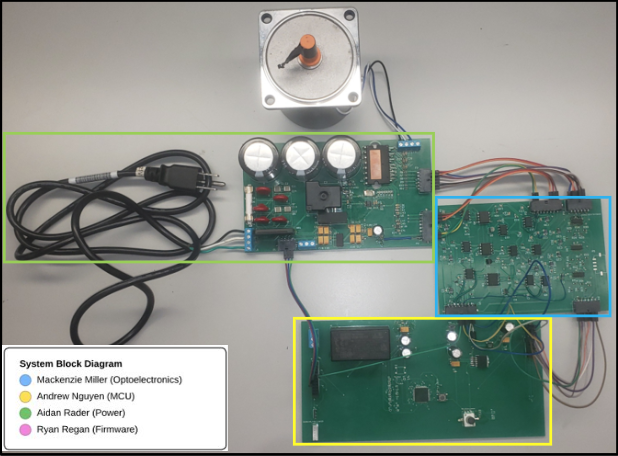 System Block Diagram
Mackenzie Miller (Optoelectronics)
Andrew Nguyen (MCU)
Aidan Rader (Power)
Ryan Regan (Firmware)